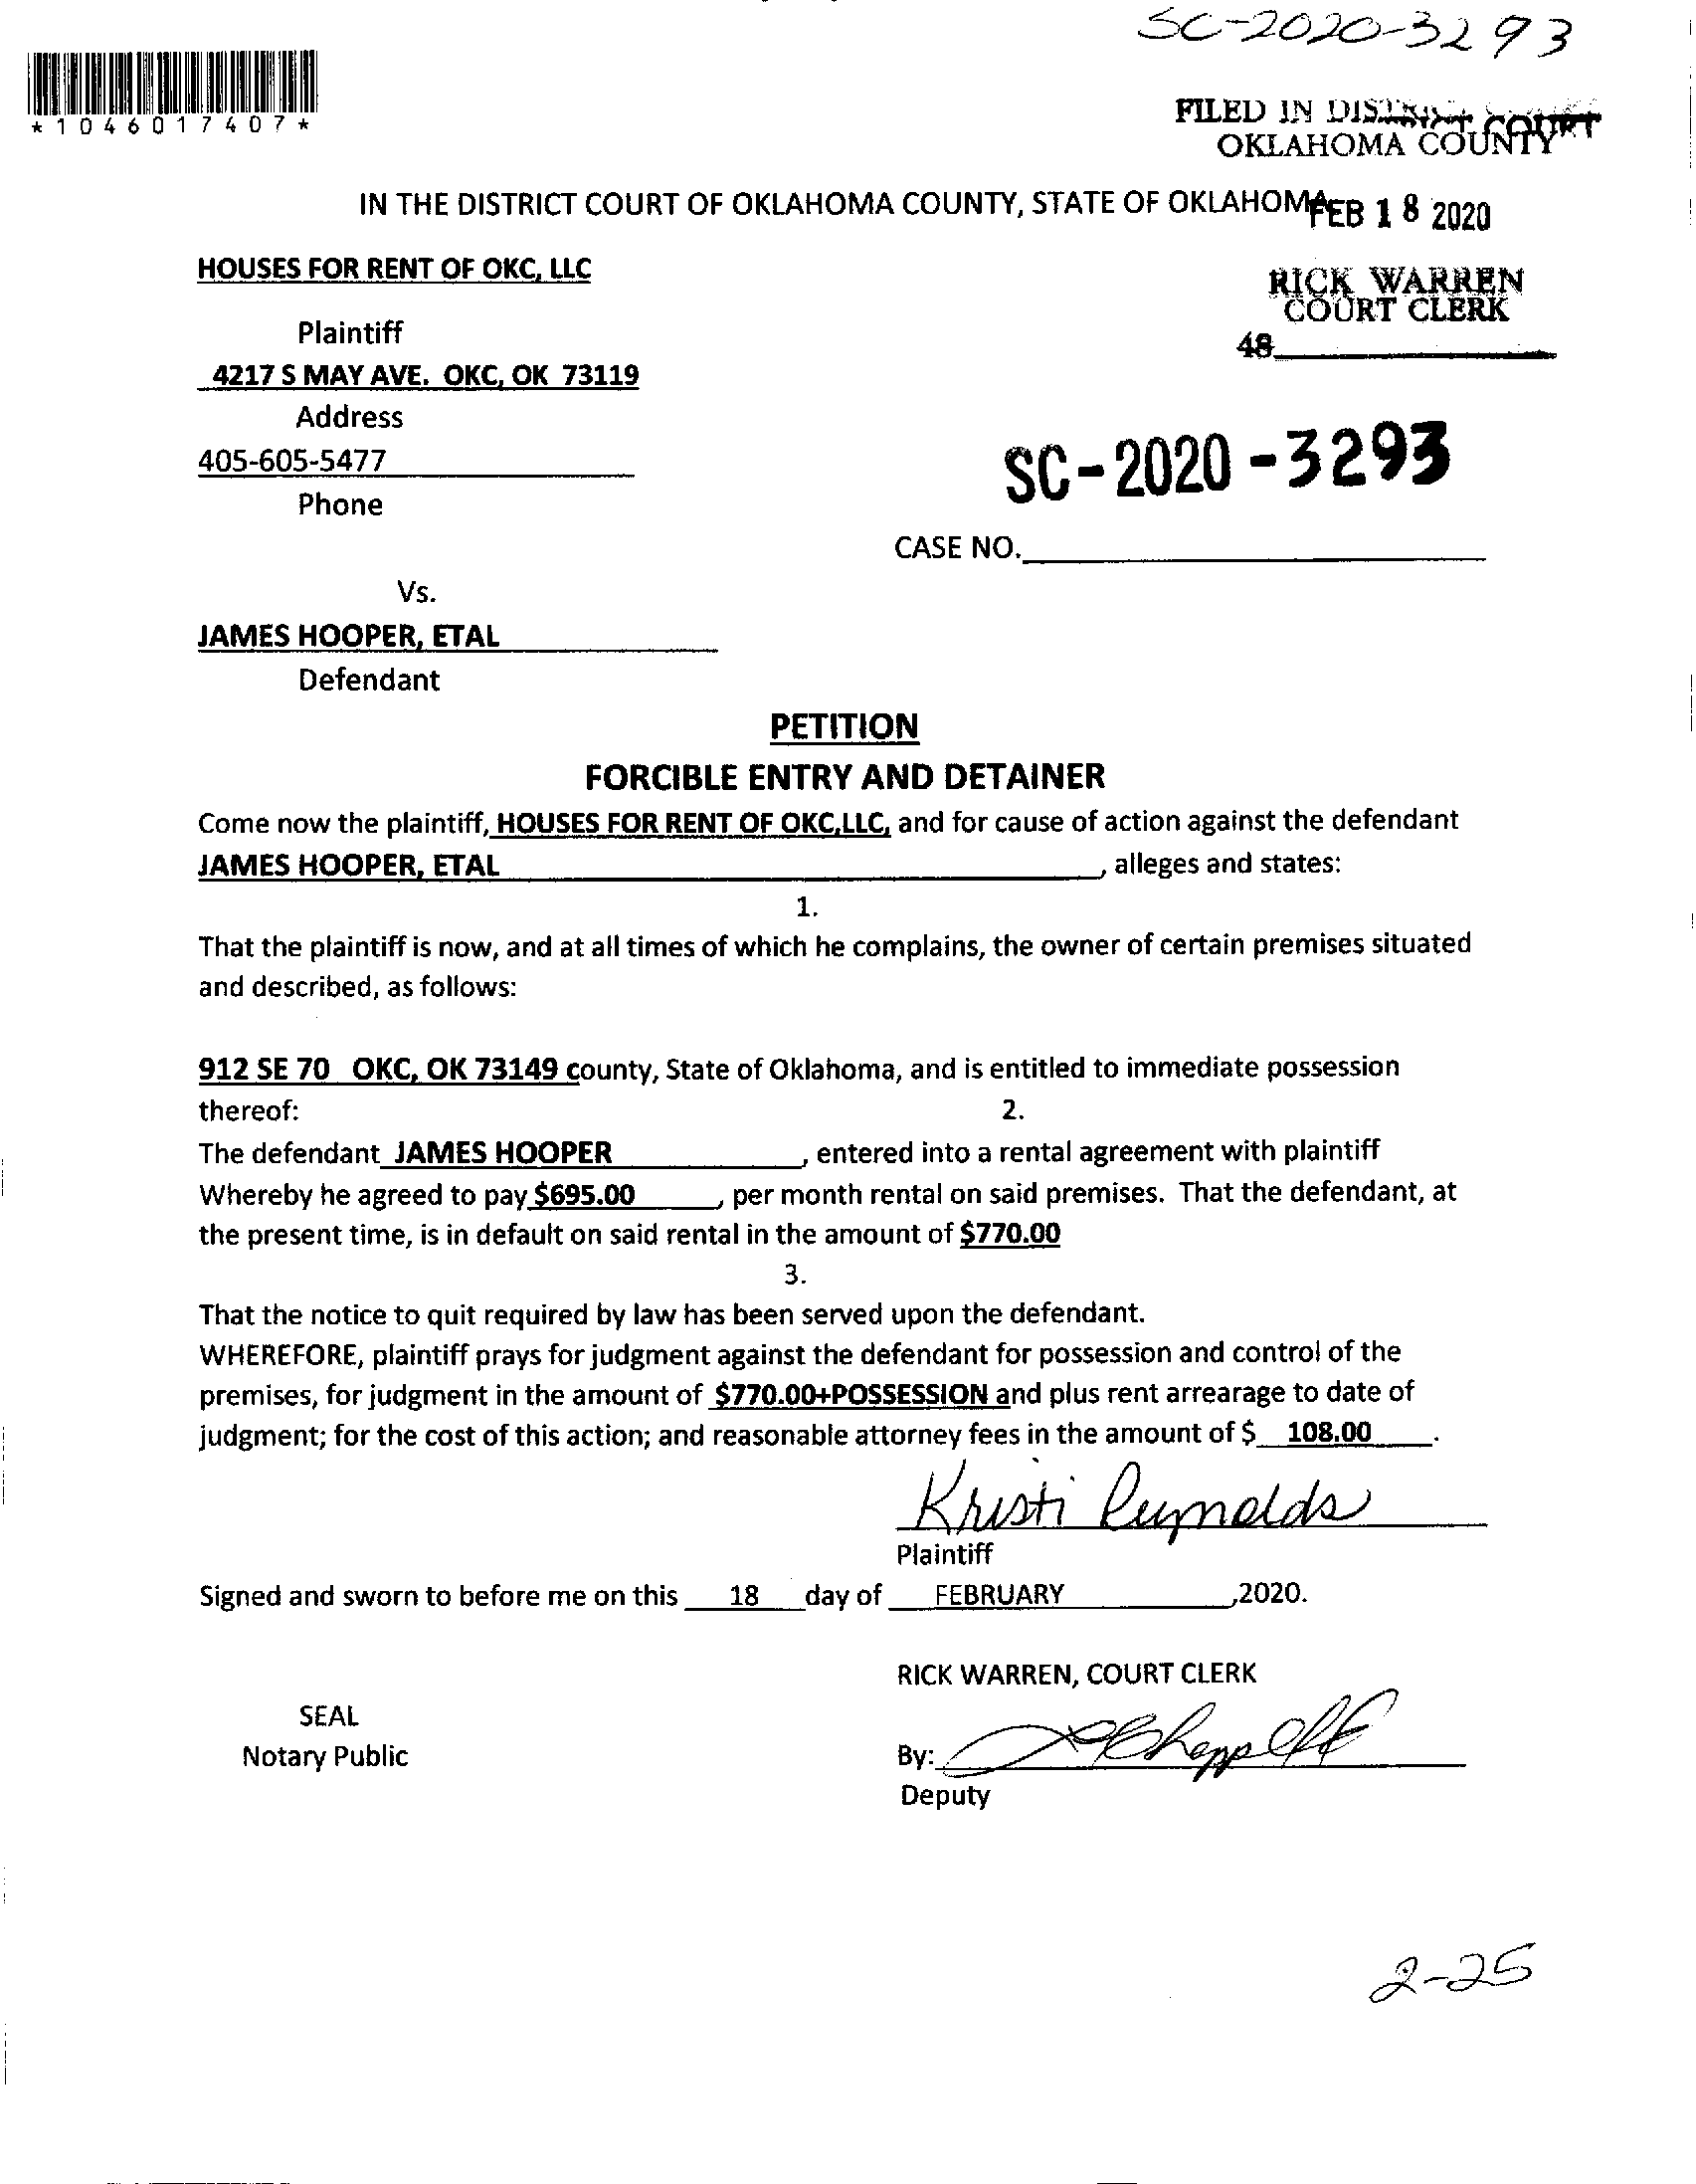 SC-2020-3293
*1046017407*
FILED IN DISTRICT COURT
OKLAHOMA COUNTY
IN THE DISTRICT COURT OF OKLAHOMA COUNTY, STATE OF OKLAHOMA
FEB 18 2020
HOUSES FOR RENT OF OKC, LLC
RICK WARREN
COURT CLERK
Plaintiff
48
4217 S MAY AVE. OKC, OK 73119
Address
405-605-5477
SC-2020-3293
Phone
CASE NO.
Vs.
JAMES HOOPER, ETAL
Defendant
PETITION
FORCIBLE ENTRY AND DETAINER
Come now the plaintiff, HOUSES FOR RENT OF OKC,LLC, and for cause of action against the defendant
JAMES HOOPER, ETAL, alleges and states:
1.
That the plaintiff is now, and at all times of which he complains, the owner of certain premises situated
and described, as follows:
912 SE 70 OKC, OK 73149 county, State of Oklahoma, and is entitled to immediate possession
thereof: 2.
The defendant JAMES HOOPER, entered into a rental agreement with plaintiff
Whereby he agreed to pay $695.00, per month rental on said premises. That the defendant, at
the present time, is in default on said rental in the amount of $770.00
3.
That the notice to quit required by law has been served upon the defendant.
WHEREFORE, plaintiff prays for judgment against the defendant for possession and control of the
premises, for judgment in the amount of $770.00+POSSESSION and plus rent arrearage to date of
judgment; for the cost of this action; and reasonable attorney fees in the amount of $ 108.00.
Kristi Reynolds
Plaintiff
Signed and sworn to before me on this 18 day of FEBRUARY,2020.
RICK WARREN, COURT CLERK
SEAL
Notary Public
By:
Deputy
2-25